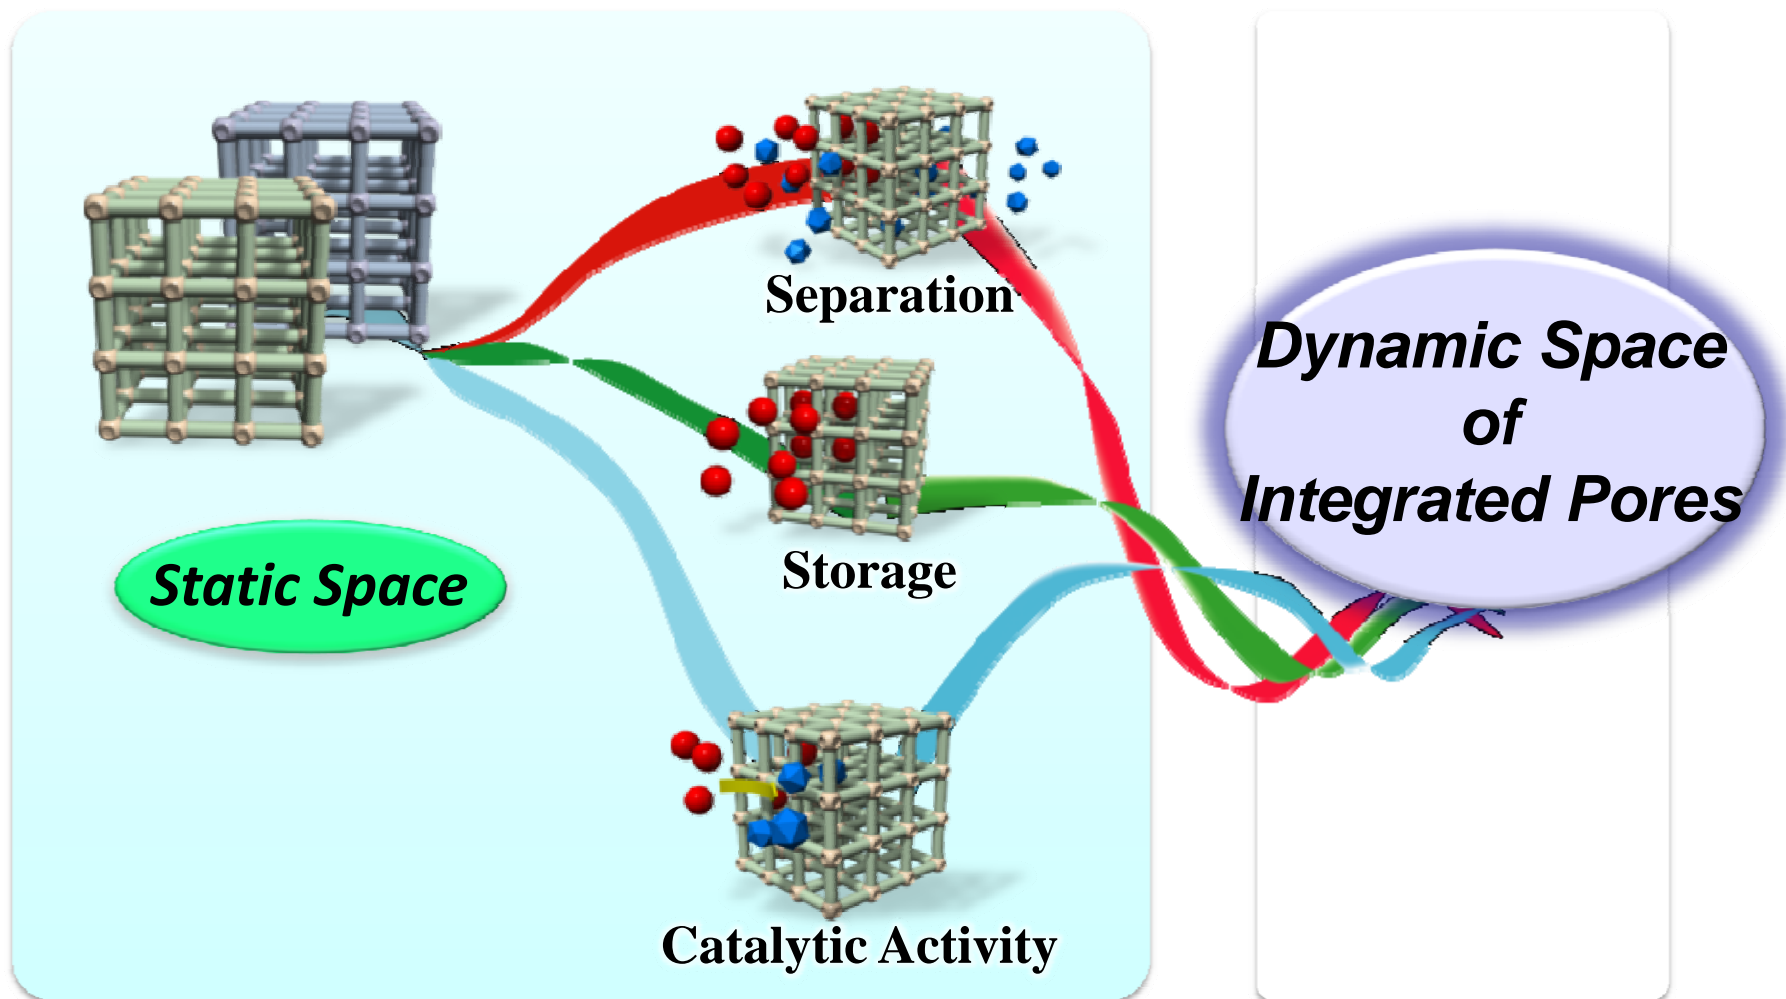 Separation
Storage
Static Space
Catalytic Activity
Dynamic Space
of
Integrated Pores